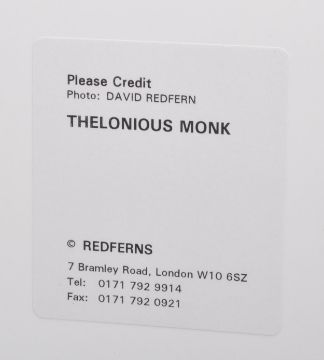 Please Credit
Photo: DAVID REDFERN
THELONIOUS MONK
© REDFERNS
7 Bramley Road, London W10 6SZ
Tel: 0171 792 9914
Fax: 0171 792 0921